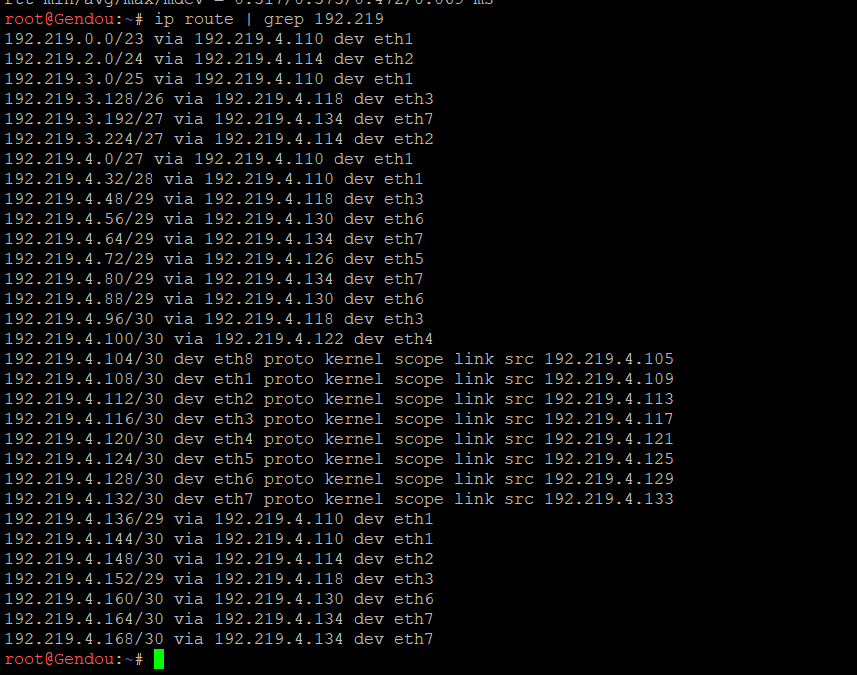 rtt min/avg/max/mdev = 0.317/0.373/0.472/0.069 ms
root@Gendou:~# ip route | grep 192.219
192.219.0.0/23 via 192.219.4.110 dev eth1
192.219.2.0/24 via 192.219.4.114 dev eth2
192.219.3.0/25 via 192.219.4.110 dev eth1
192.219.3.128/26 via 192.219.4.118 dev eth3
192.219.3.192/27 via 192.219.4.134 dev eth7
192.219.3.224/27 via 192.219.4.114 dev eth2
192.219.4.0/27 via 192.219.4.110 dev eth1
192.219.4.32/28 via 192.219.4.110 dev eth1
192.219.4.48/29 via 192.219.4.118 dev eth3
192.219.4.56/29 via 192.219.4.130 dev eth6
192.219.4.64/29 via 192.219.4.134 dev eth7
192.219.4.72/29 via 192.219.4.126 dev eth5
192.219.4.80/29 via 192.219.4.134 dev eth7
192.219.4.88/29 via 192.219.4.130 dev eth6
192.219.4.96/30 via 192.219.4.118 dev eth3
192.219.4.100/30 via 192.219.4.122 dev eth4
192.219.4.104/30 dev eth8 proto kernel scope link src 192.219.4.105
192.219.4.108/30 dev eth1 proto kernel scope link src 192.219.4.109
192.219.4.112/30 dev eth2 proto kernel scope link src 192.219.4.113
192.219.4.116/30 dev eth3 proto kernel scope link src 192.219.4.117
192.219.4.120/30 dev eth4 proto kernel scope link src 192.219.4.121
192.219.4.124/30 dev eth5 proto kernel scope link src 192.219.4.125
192.219.4.128/30 dev eth6 proto kernel scope link src 192.219.4.129
192.219.4.132/30 dev eth7 proto kernel scope link src 192.219.4.133
192.219.4.136/29 via 192.219.4.110 dev eth1
192.219.4.144/30 via 192.219.4.110 dev eth1
192.219.4.148/30 via 192.219.4.114 dev eth2
192.219.4.152/29 via 192.219.4.118 dev eth3
192.219.4.160/30 via 192.219.4.130 dev eth6
192.219.4.164/30 via 192.219.4.134 dev eth7
192.219.4.168/30 via 192.219.4.134 dev eth7
root@Gendou:~#